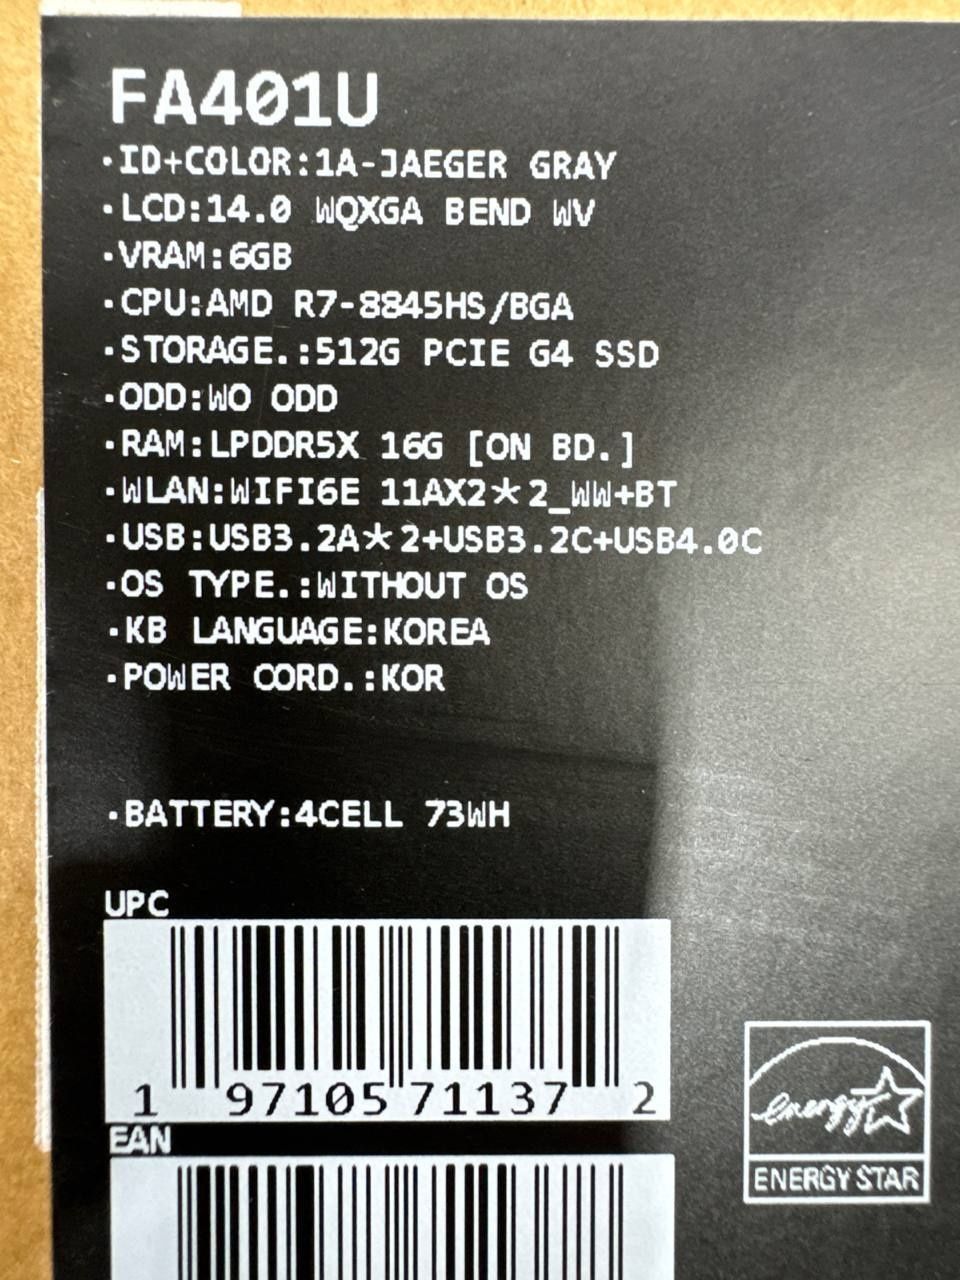 FA401U
·ID+COLOR:1A-JAEGER GRAY
·LCD:14.0 WQXGA BEND WV
·VRAM:6GB
·CPU:AMD R7-8845HS/BGA
·STORAGE.:512G PCIE G4 SSD
·ODD:WO ODD
·RAM:LPDDR5X 16G [ON BD.]
·WLAN:WIFI6E 11AX2*2_WW+BT
·USB:USB3.2A*2+USB3.2C+USB4.0C
·OS TYPE.:WITHOUT OS
·KB LANGUAGE:KOREA
·POWER CORD.:KOR
·BATTERY:4CELL 73WH
UPC
1 97105 71137 2
EAN
energy
ENERGY STAR